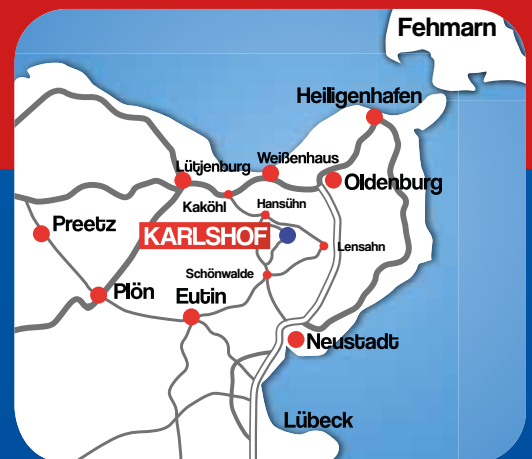 Fehmarn
Heiligenhafen
Weißenhaus
Lütjenburg
Oldenburg
Kaköhl
Hansühn
Preetz
KARLSHOF
Lensahn
Schönwalde
Plön
Eutin
Neustadt
Lübeck